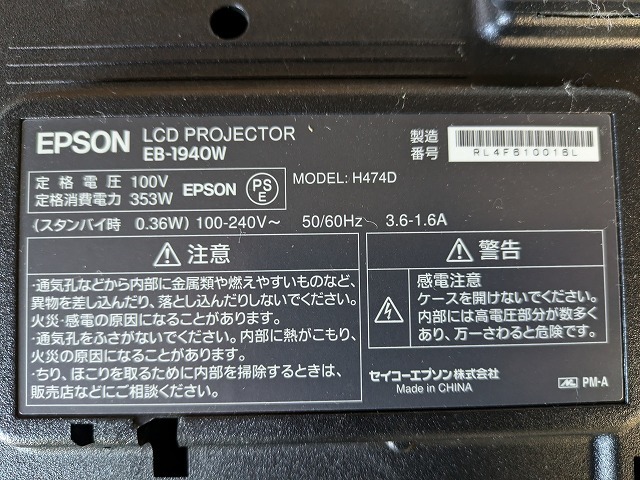 EPSON LCD PROJECTOR
EB-1940W
製造
番号
RL4F610016L
定格電圧 100V
定格消費電力 353W
EPSON
PS
E
MODEL: H474D
(スタンバイ時 0.36W) 100-240V～ 50/60Hz 3.6-1.6A
注意
・通気孔などから内部に金属類や燃えやすいものなど、
異物を差し込んだり、落とし込んだりしないでください。
火災・感電の原因になることがあります。
・通気孔をふさがないでください。内部に熱がこもり、
火災の原因になることがあります。
・ちり、ほこりを取るために内部を掃除するときは、
販売店などにご相談ください。
警告
感電注意
ケースを開けないでください。
内部には高電圧部分が数多く
あり、万一さわると危険です。
セイコーエプソン株式会社
Made in CHINA
PM-A